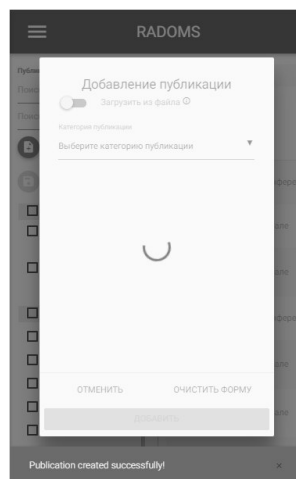 RADOMS
Добавление публикации
Загрузить из файла
Категория публикации
Выберите категорию публикации
ОТМЕНИТЬ
ОЧИСТИТЬ ФОРМУ
ДОБАВИТЬ
Publication created successfully!
×